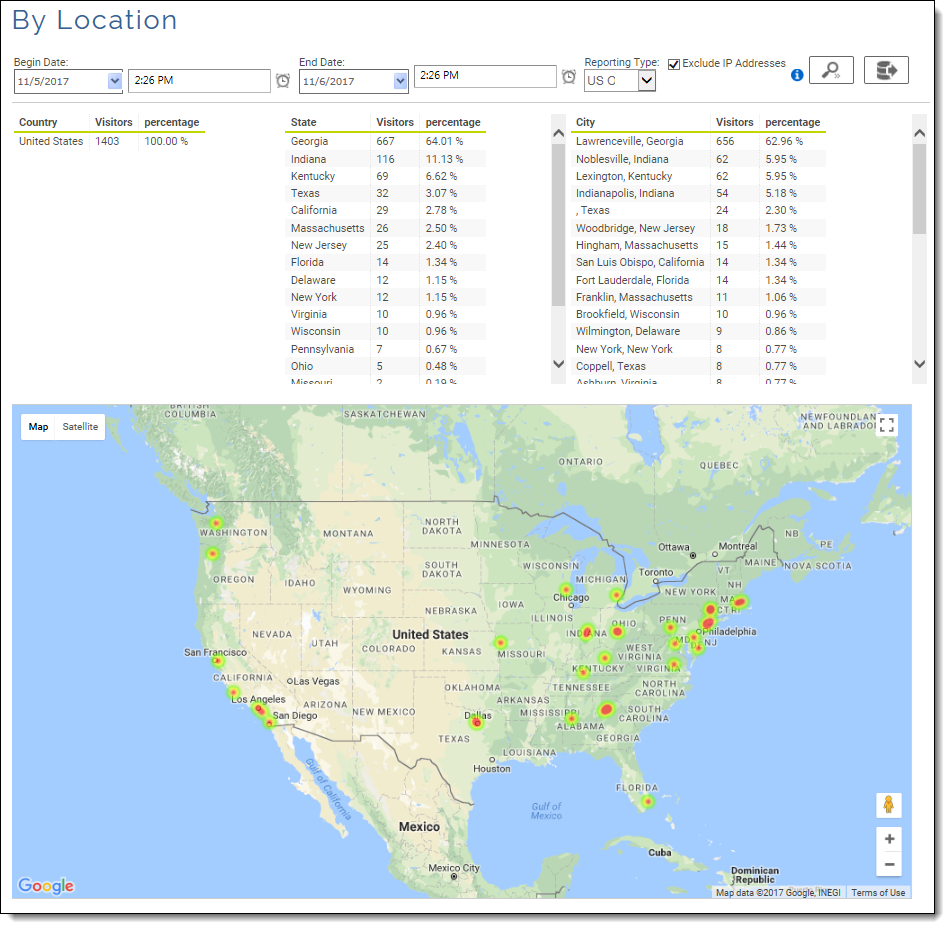 By Location
Begin Date:
11/5/2017
2:26 PM
End Date:
11/6/2017
2:26 PM
Reporting Type:
US C
Exclude IP Addresses
Country Visitors percentage
United States 1403 100.00 %
State Visitors percentage
Georgia 667 64.01 %
Indiana 116 11.13 %
Kentucky 69 6.62 %
Texas 32 3.07 %
California 29 2.78 %
Massachusetts 26 2.50 %
New Jersey 25 2.40 %
Florida 14 1.34 %
Delaware 12 1.15 %
New York 12 1.15 %
Virginia 10 0.96 %
Wisconsin 10 0.96 %
Pennsylvania 7 0.67 %
Ohio 5 0.48 %
Missouri 2 0.19 %
City Visitors percentage
Lawrenceville, Georgia 656 62.96 %
Noblesville, Indiana 62 5.95 %
Lexington, Kentucky 62 5.95 %
Indianapolis, Indiana 54 5.18 %
, Texas 24 2.30 %
Woodbridge, New Jersey 18 1.73 %
Hingham, Massachusetts 15 1.44 %
San Luis Obispo, California 14 1.34 %
Fort Lauderdale, Florida 14 1.34 %
Franklin, Massachusetts 11 1.06 %
Brookfield, Wisconsin 10 0.96 %
Wilmington, Delaware 9 0.86 %
New York, New York 8 0.77 %
Coppell, Texas 8 0.77 %
Ashburn, Virginia 8 0.77 %
Map Satellite
BRITISH
COLUMBIA
SASKATCHEWAN
NEWFOUNDLAN
AND LABRADO
ONTARIO
QUEBEC
WASHINGTON
MONTANA
NORTH
DAKOTA
MINNESOTA
Ottawa
Montreal
NB
PE
MAINE
NOVA SCOTIA
OREGON
IDAHO
SOUTH
DAKOTA
WISCONSIN
MICHIGAN
Toronto
VT
NH
WYOMING
NEBRASKA
IOWA
Chicago
NEW YORK
MA
CT
RI
NEVADA
UTAH
COLORADO
United States
KANSAS
MISSOURI
ILLINOIS
INDIANA
OHIO
PENN
Philadelphia
MD
NJ
San Francisco
CALIFORNIA
Las Vegas
WEST
VIRGINIA
KENTUCKY
VIRGINIA
Los Angeles
San Diego
ARIZONA
NEW MEXICO
OKLAHOMA
ARKANSAS
TENNESSEE
NORTH
CAROLINA
Dallas
MISSISSIPPI
ALABAMA
SOUTH
CAROLINA
GEORGIA
TEXAS
LOUISIANA
Houston
FLORIDA
Gulf of California
Gulf of
Mexico
Mexico
Cuba
Mexico City
Dominican
Republic
Google
Map data ©2017 Google, INEGI Terms of Use